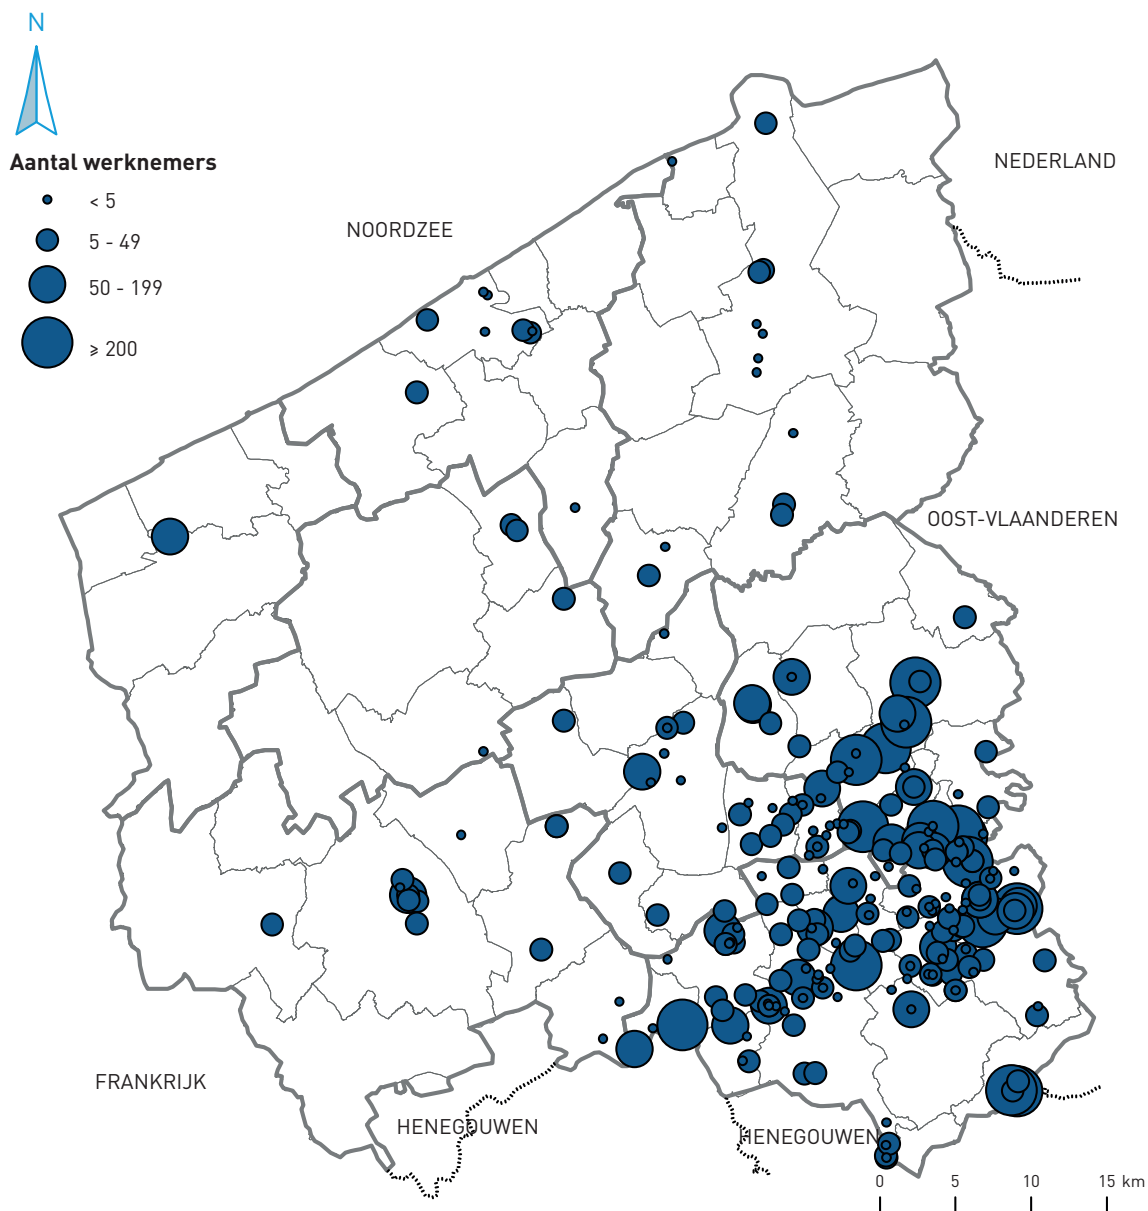 N
Aantal werknemers
< 5
5 - 49
50 - 199
⩾ 200
NOORDZEE
NEDERLAND
OOST-VLAANDEREN
FRANKRIJK
HENEGOUWEN
HENEGOUWEN
0 5 10 15 km